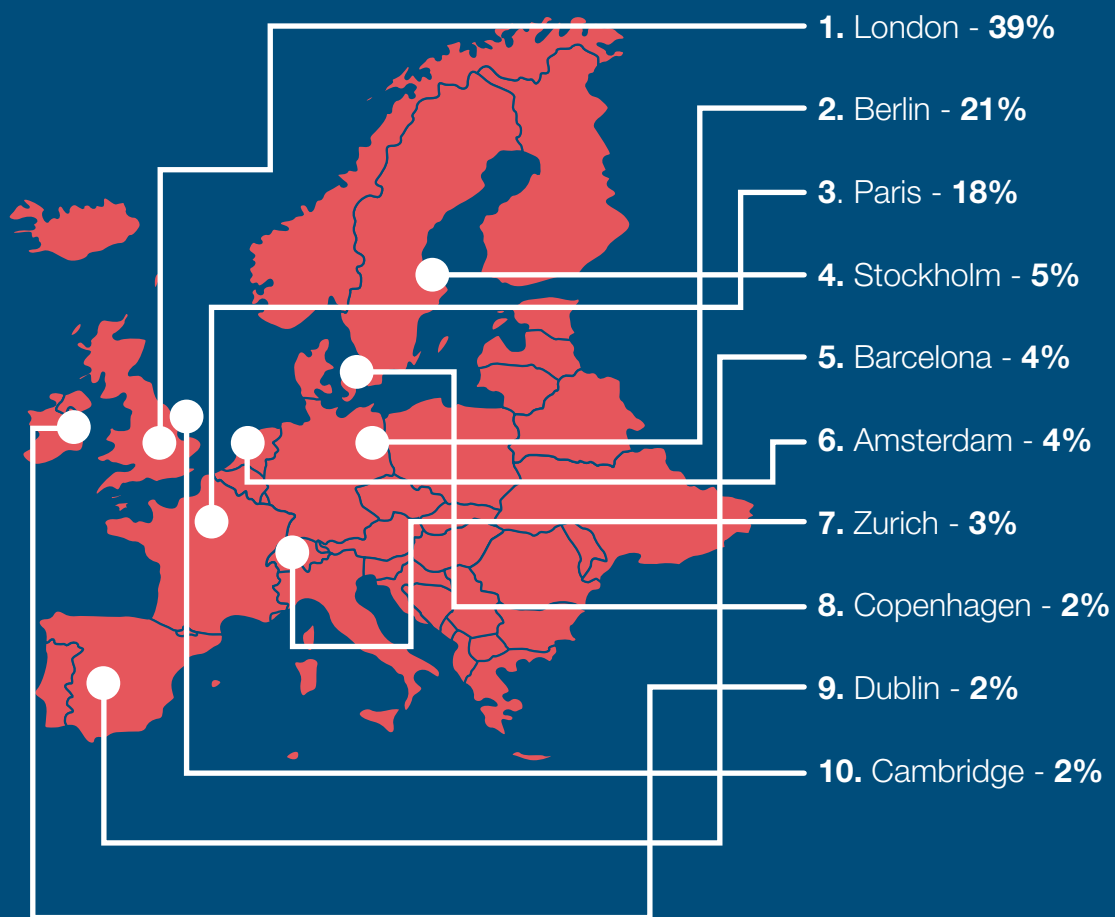 1. London - 39%
2. Berlin - 21%
3. Paris - 18%
4. Stockholm - 5%
5. Barcelona - 4%
6. Amsterdam - 4%
7. Zurich - 3%
8. Copenhagen - 2%
9. Dublin - 2%
10. Cambridge - 2%